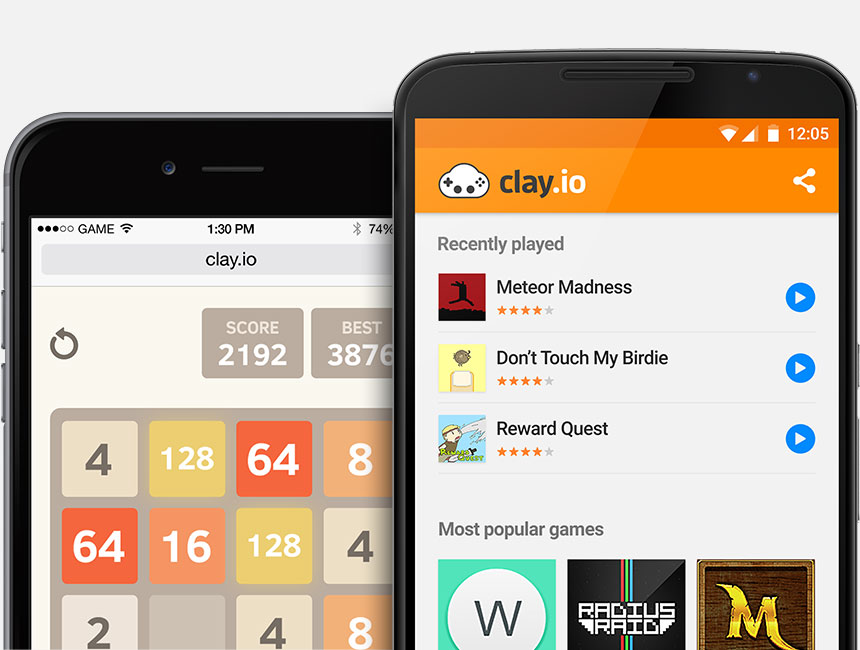 GAME
1:30 PM
74%
clay.io
SCORE
2192
BEST
3876
4
128
64
8
64
16
128
4
2
4
8
12:05
clay.io
Recently played
Meteor Madness
Don’t Touch My Birdie
Reward Quest
Most popular games
W
RADIUS
RAID
M